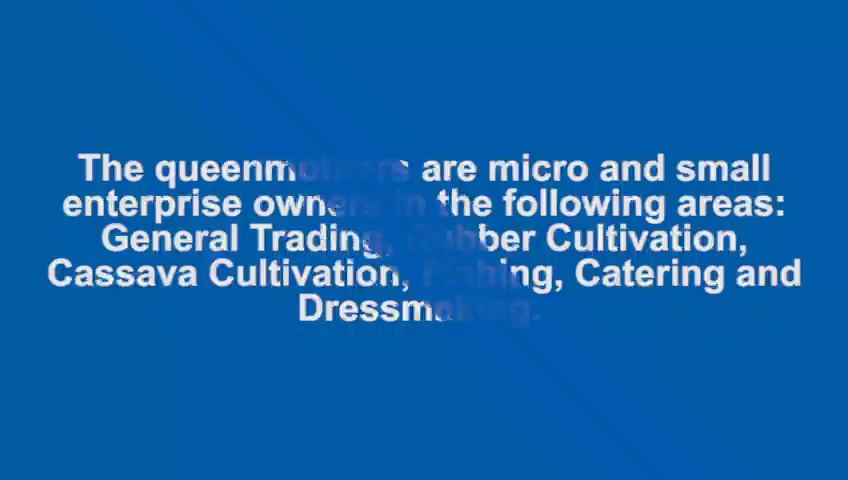 The queenmothers are micro and small
enterprise owners in the following areas:
General Trading, Rubber Cultivation,
Cassava Cultivation, Catering and
Dressmaking.